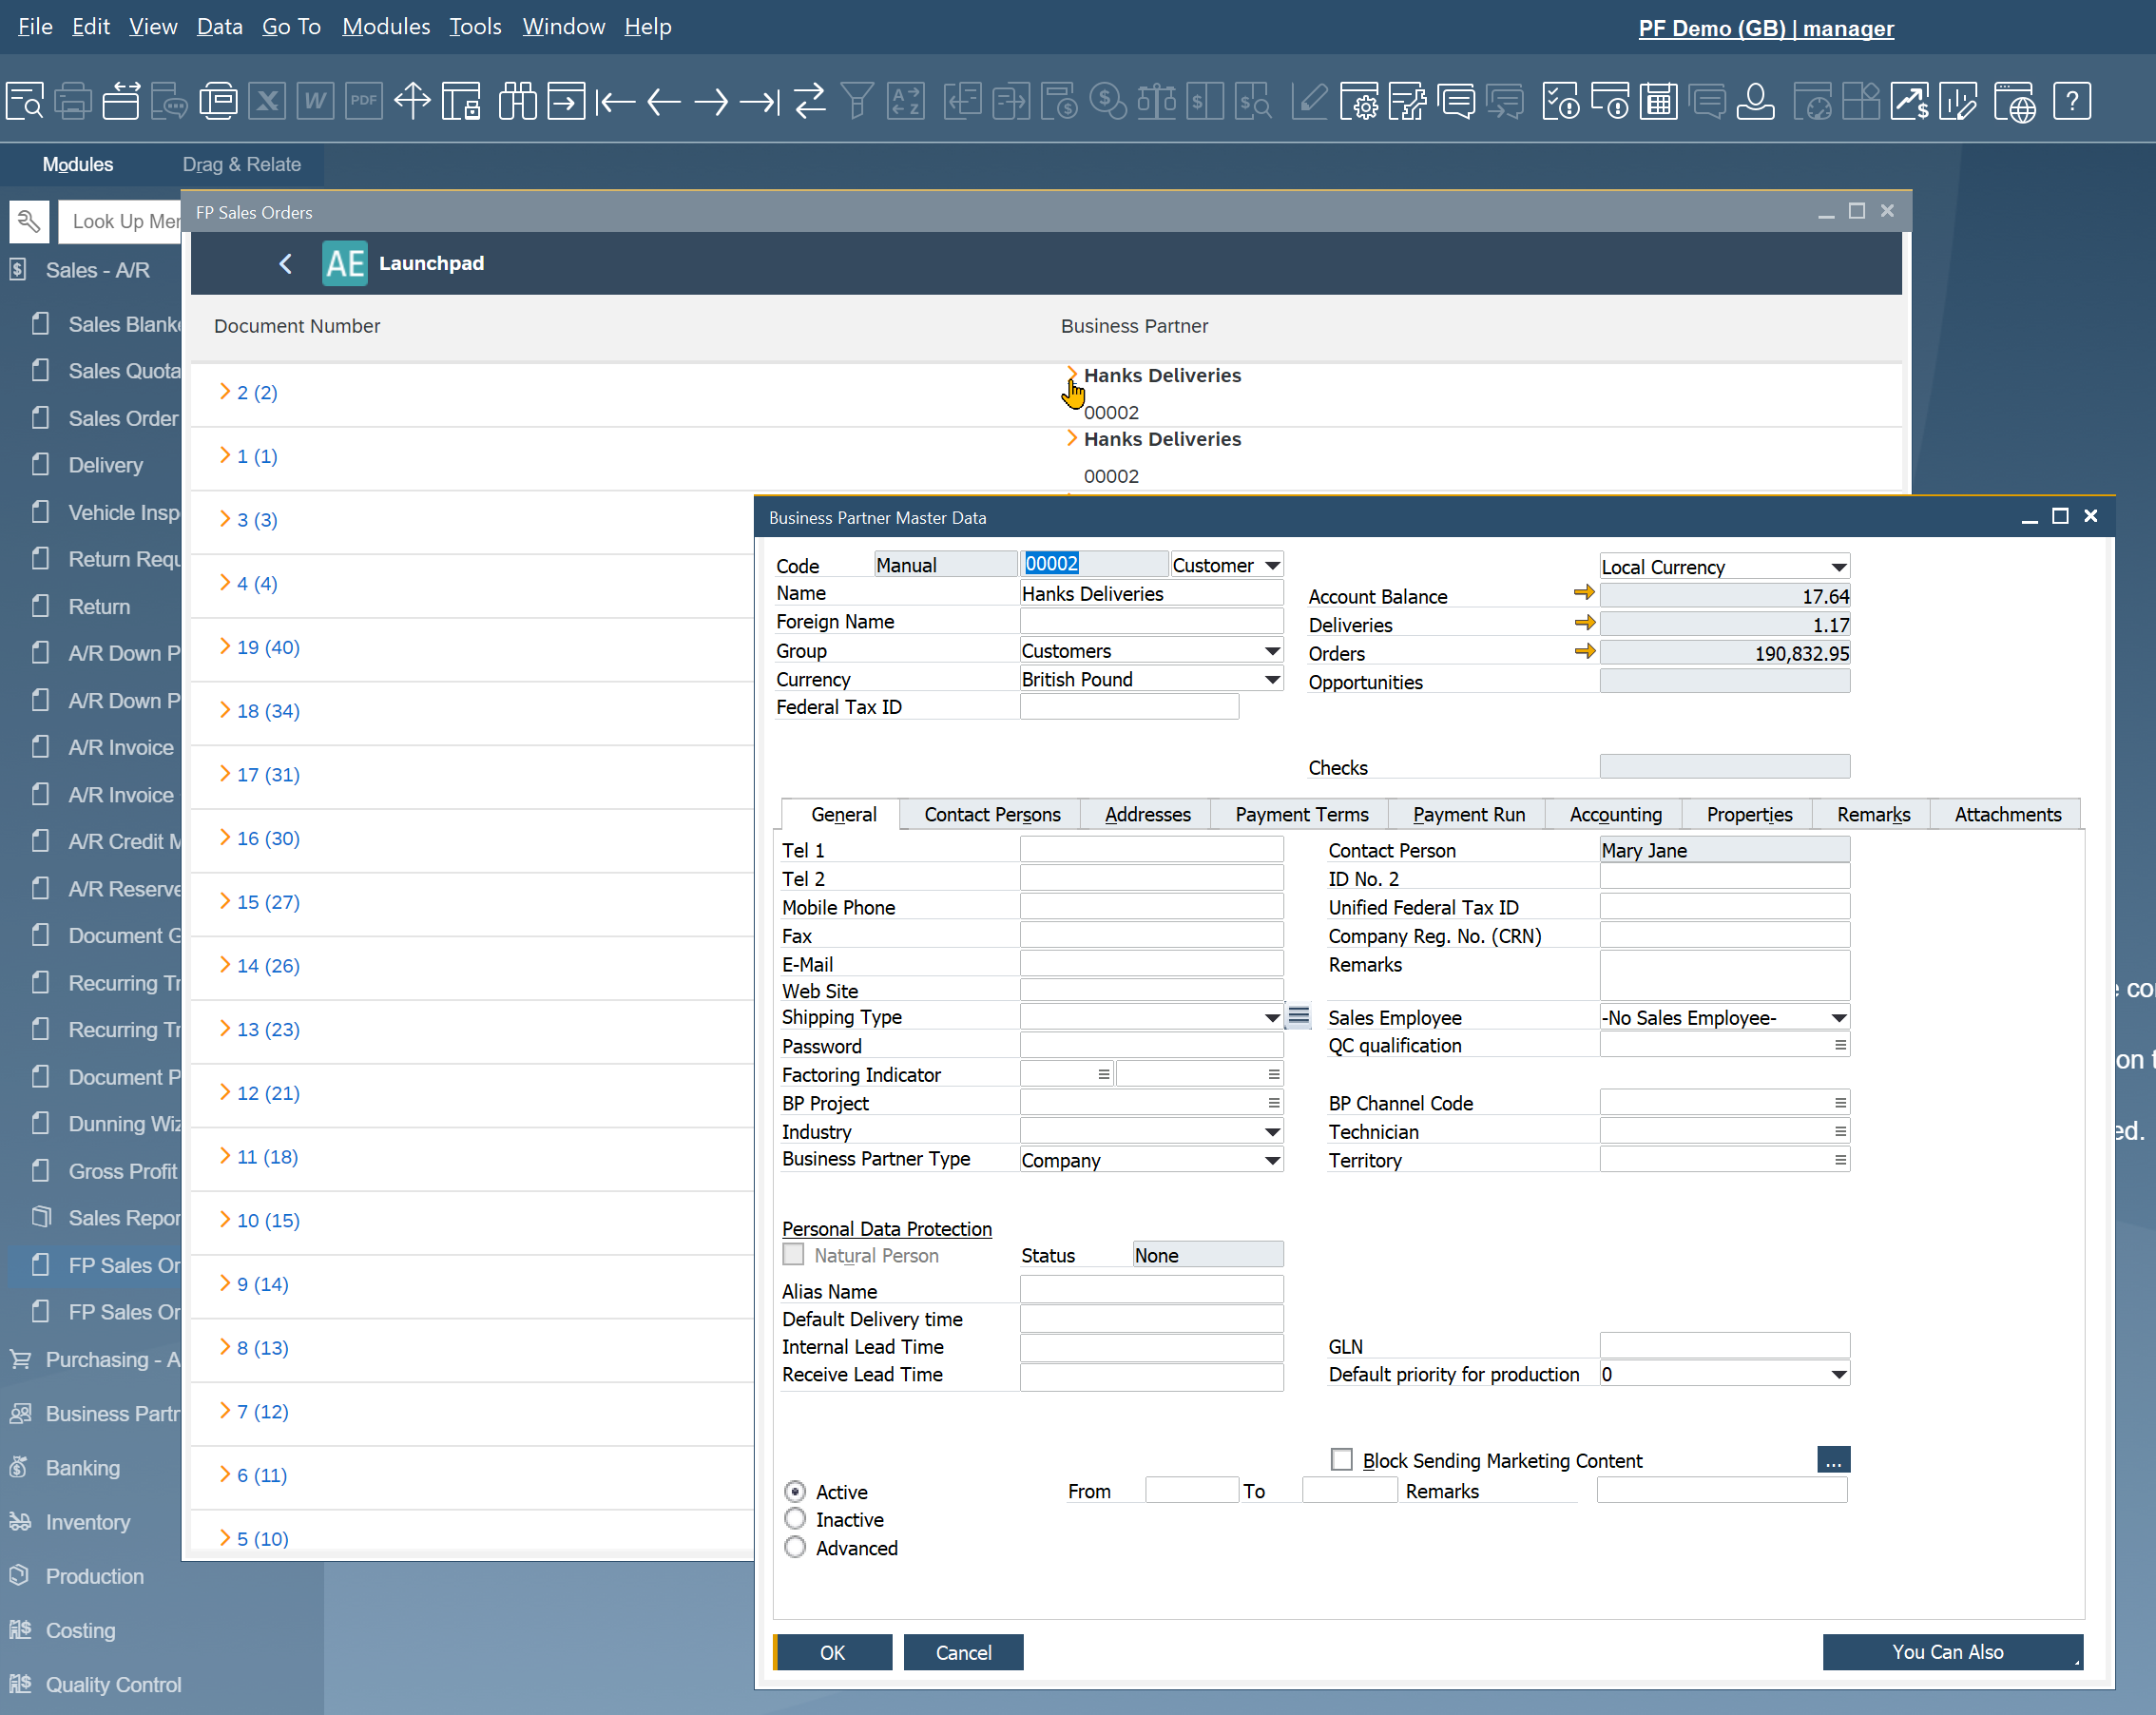 File Edit View Data Go To Modules Tools Window Help
PF Demo (GB) | manager
X W PDF A Z $ $ $ $ $ ?
Modules Drag & Relate
Look Up Mer
Sales - A/R
Sales Blank
Sales Quota
Sales Order
Delivery
Vehicle Insp
Return Requ
Return
A/R Down P
A/R Down P
A/R Invoice
A/R Invoice
A/R Credit M
A/R Reserve
Document G
Recurring Tr
Recurring Tr
Document P
Dunning Wiz
Gross Profit
Sales Repor
FP Sales Or
FP Sales Or
Purchasing - A
Business Partr
Banking
Inventory
Production
Costing
Quality Control
FP Sales Orders
AE Launchpad
Document Number Business Partner
2 (2) Hanks Deliveries
00002
1 (1) Hanks Deliveries
00002
3 (3)
4 (4)
19 (40)
18 (34)
17 (31)
16 (30)
15 (27)
14 (26)
13 (23)
12 (21)
11 (18)
10 (15)
9 (14)
8 (13)
7 (12)
6 (11)
5 (10)
Business Partner Master Data
Code Manual 00002 Customer Local Currency
Name Hanks Deliveries Account Balance 17.64
Foreign Name Deliveries 1.17
Group Customers Orders 190,832.95
Currency British Pound Opportunities
Federal Tax ID
Checks
General Contact Persons Addresses Payment Terms Payment Run Accounting Properties Remarks Attachments
Tel 1 Contact Person Mary Jane
Tel 2 ID No. 2
Mobile Phone Unified Federal Tax ID
Fax Company Reg. No. (CRN)
E-Mail Remarks
Web Site
Shipping Type Sales Employee -No Sales Employee-
Password QC qualification
Factoring Indicator
BP Project BP Channel Code
Industry Technician
Business Partner Type Company Territory
Personal Data Protection
Natural Person Status None
Alias Name
Default Delivery time
Internal Lead Time GLN
Receive Lead Time Default priority for production 0
Block Sending Marketing Content ...
Active From To Remarks
Inactive
Advanced
OK Cancel You Can Also
on t
ed.